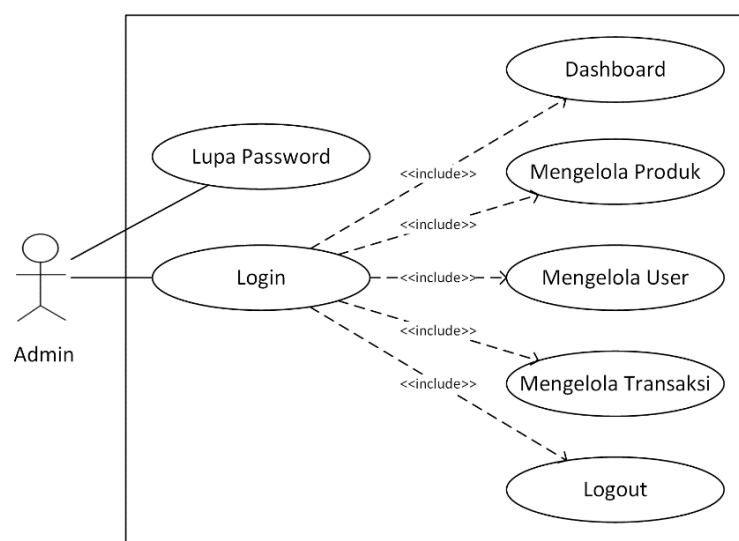 Dashboard
Lupa Password
<<include>>
Mengelola Produk
<<include>>
Login
<<include>>
Mengelola User
Admin
<<include>>
Mengelola Transaksi
<<include>>
Logout